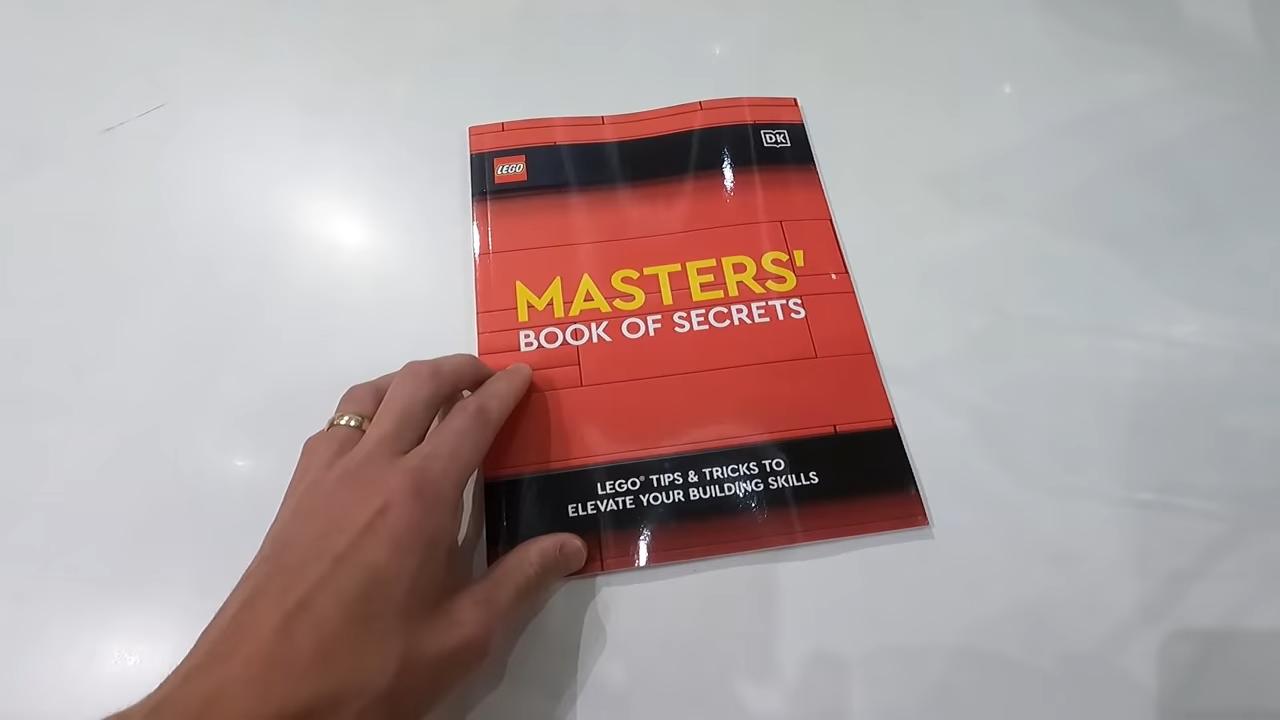 LEGO
DK
MASTERS'
BOOK OF SECRETS
LEGO® TIPS & TRICKS TO
ELEVATE YOUR BUILDING SKILLS